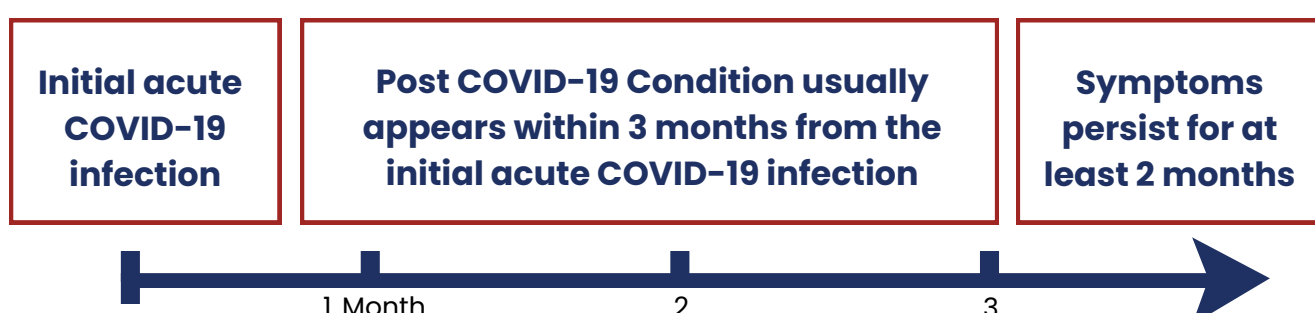 Initial acute
COVID-19
infection
Post COVID-19 Condition usually
appears within 3 months from the
initial acute COVID-19 infection
Symptoms
persist for at
least 2 months
1 Month
2
3